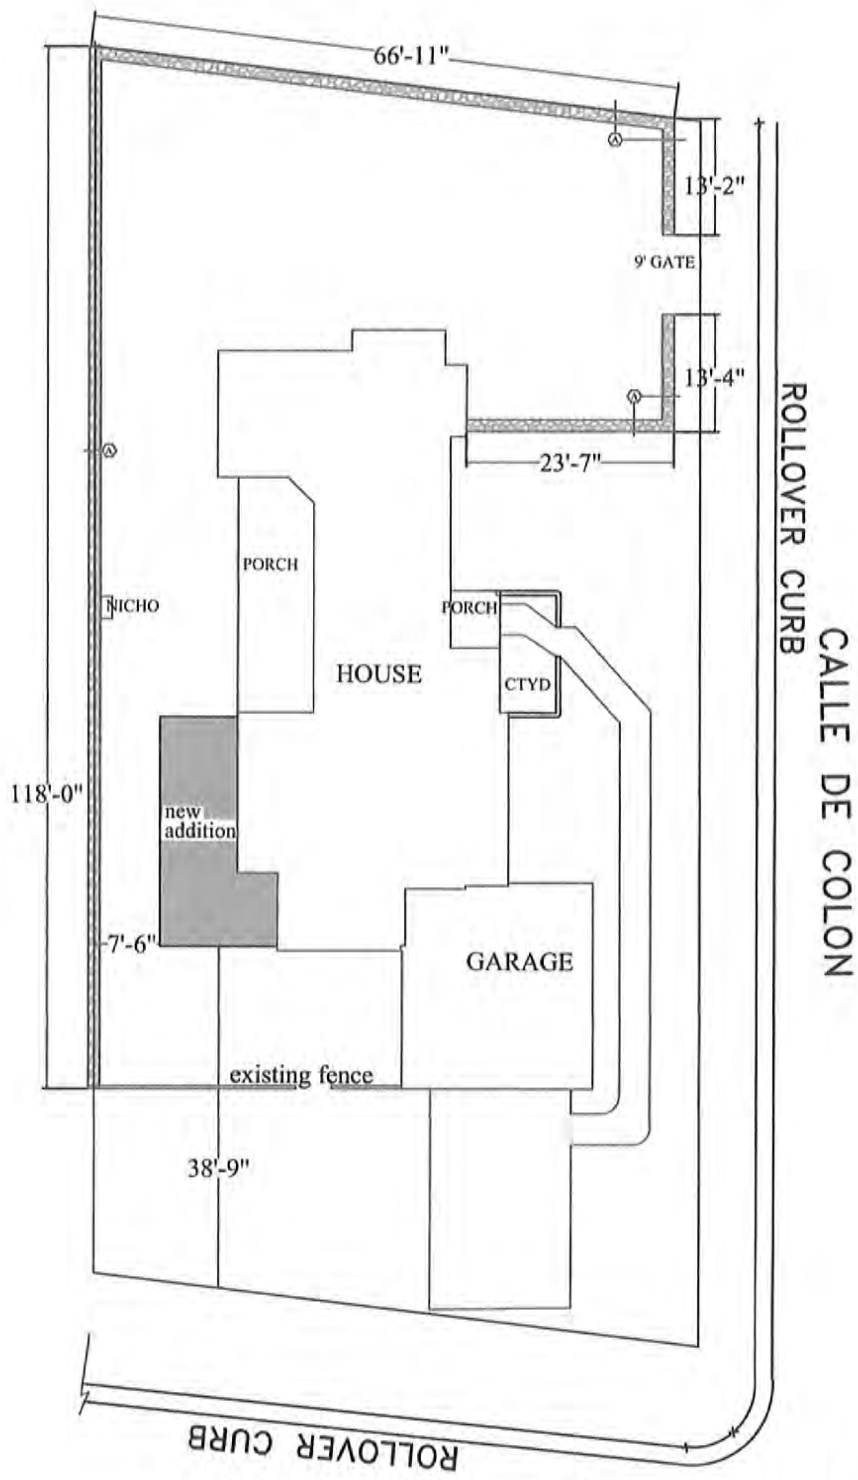 66'-11"
13'-2"
9' GATE
13'-4"
23'-7"
ROLLOVER CURB
CALLE DE COLON
PORCH
NICHO
PORCH
HOUSE
CTYD
118'-0"
new
addition
7'-6"
GARAGE
existing fence
38'-9"
ROLLOVER CURB
A
A
A